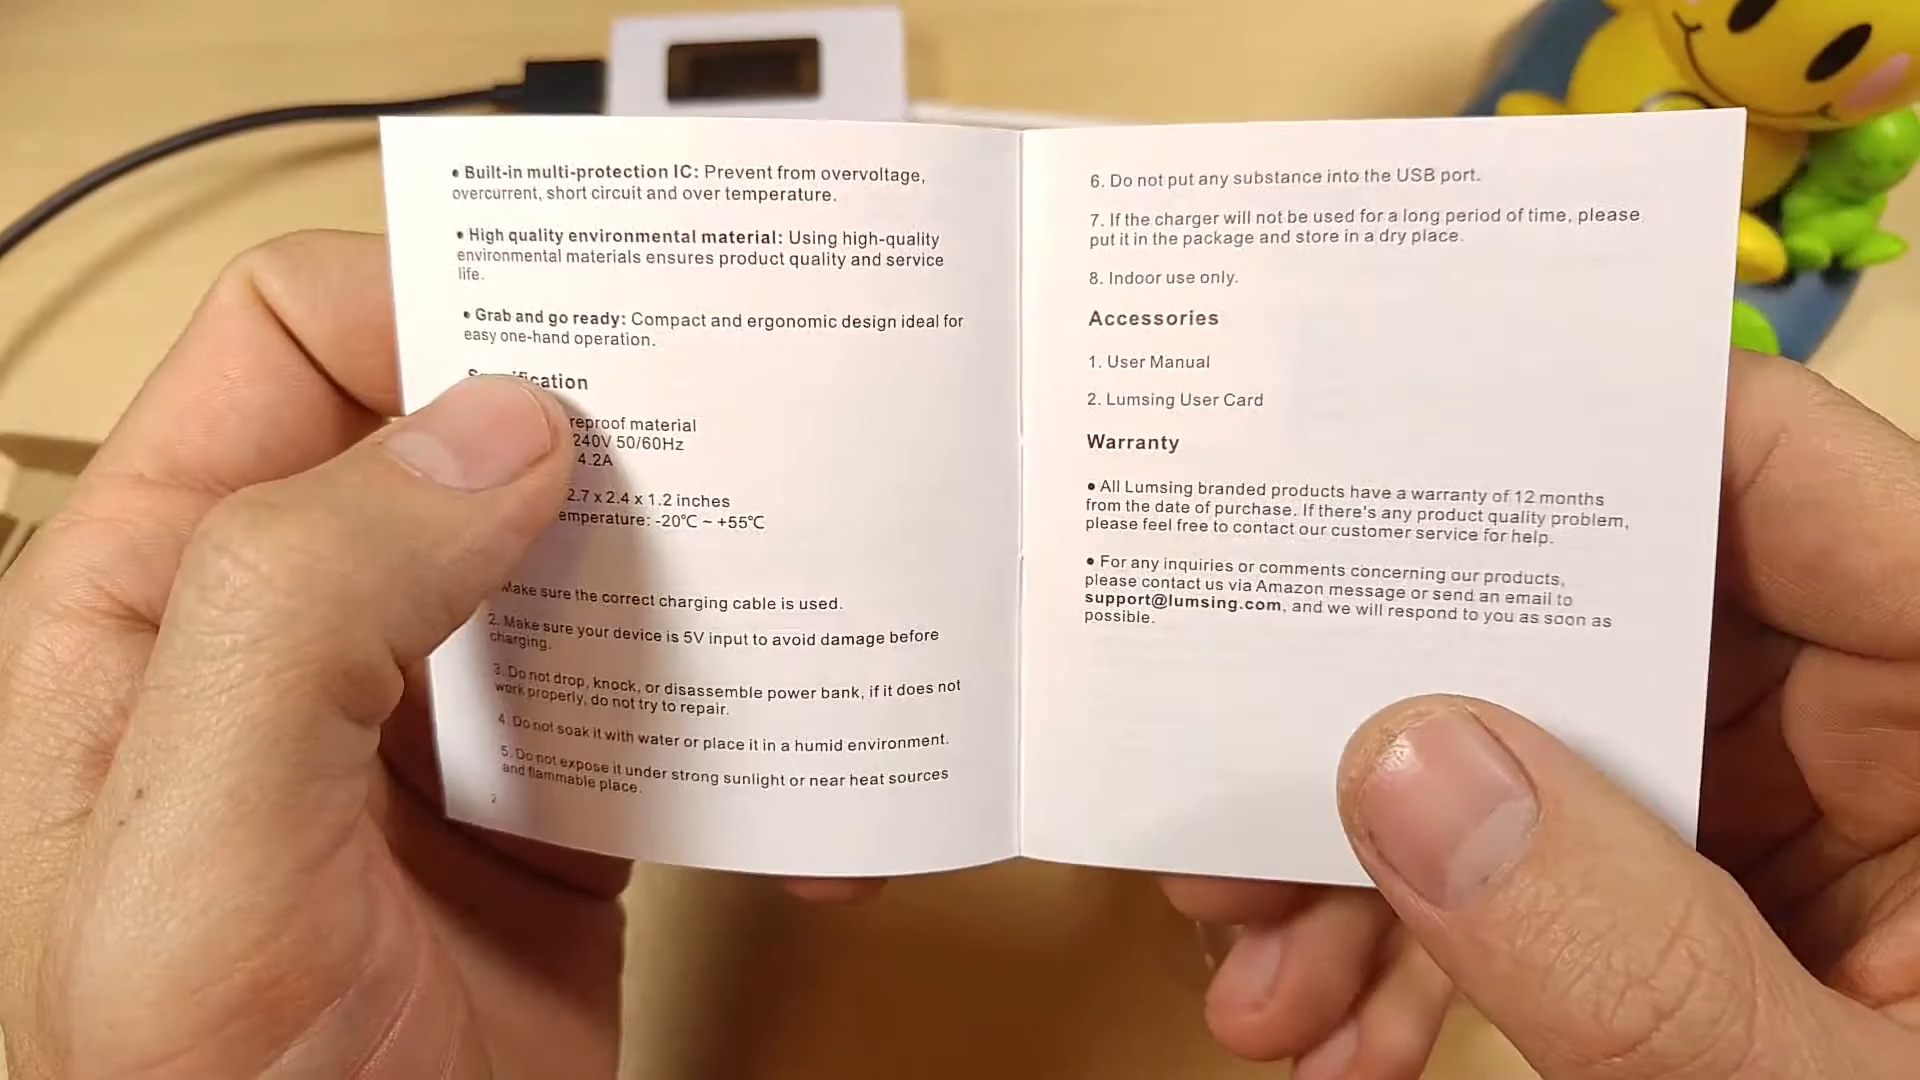 • Built-in multi-protection IC: Prevent from overvoltage,
overcurrent, short circuit and over temperature.
• High quality environmental material: Using high-quality
environmental materials ensures product quality and service
life.
• Grab and go ready: Compact and ergonomic design ideal for
easy one-hand operation.
Specification
material
240V 50/60Hz
4.2A
2.7 x 2.4 x 1.2 inches
-20℃ ~ +55℃
Make sure the correct charging cable is used.
2. Make sure your device is 5V input to avoid damage before
charging.
3. Do not drop, knock, or disassemble power bank, if it does not
work properly, do not try to repair.
4. Do not soak it with water or place it in a humid environment.
5. Do not expose it under strong sunlight or near heat sources
and flammable place.
2
6. Do not put any substance into the USB port.
7. If the charger will not be used for a long period of time, please
put it in the package and store in a dry place.
8. Indoor use only.
Accessories
1. User Manual
2. Lumsing User Card
Warranty
• All Lumsing branded products have a warranty of 12 months
from the date of purchase. If there's any product quality problem,
please feel free to contact our customer service for help.
• For any inquiries or comments concerning our products,
please contact us via Amazon message or send an email to
support@lumsing.com, and we will respond to you as soon as
possible.